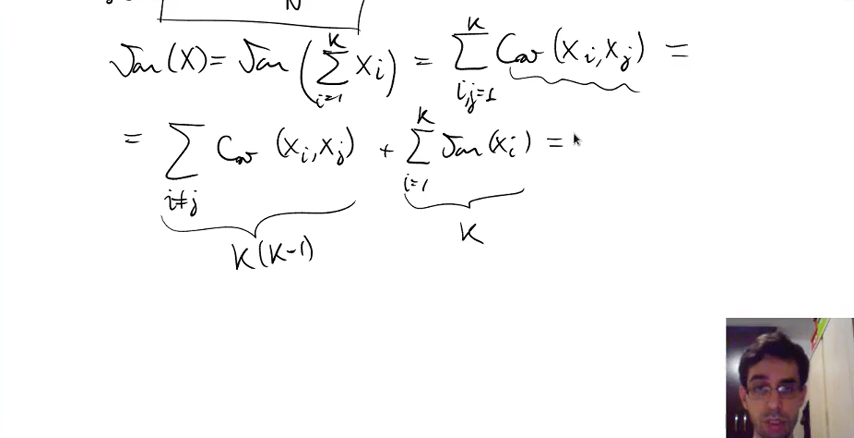 N
Var(X) = Var(∑_{i=1}^{K} X_i) = ∑_{i,j=1}^{K} Cov(X_i, X_j) =
= ∑_{i≠j} Cov(X_i, X_j) + ∑_{i=1}^{K} Var(X_i) =
K(K-1) K